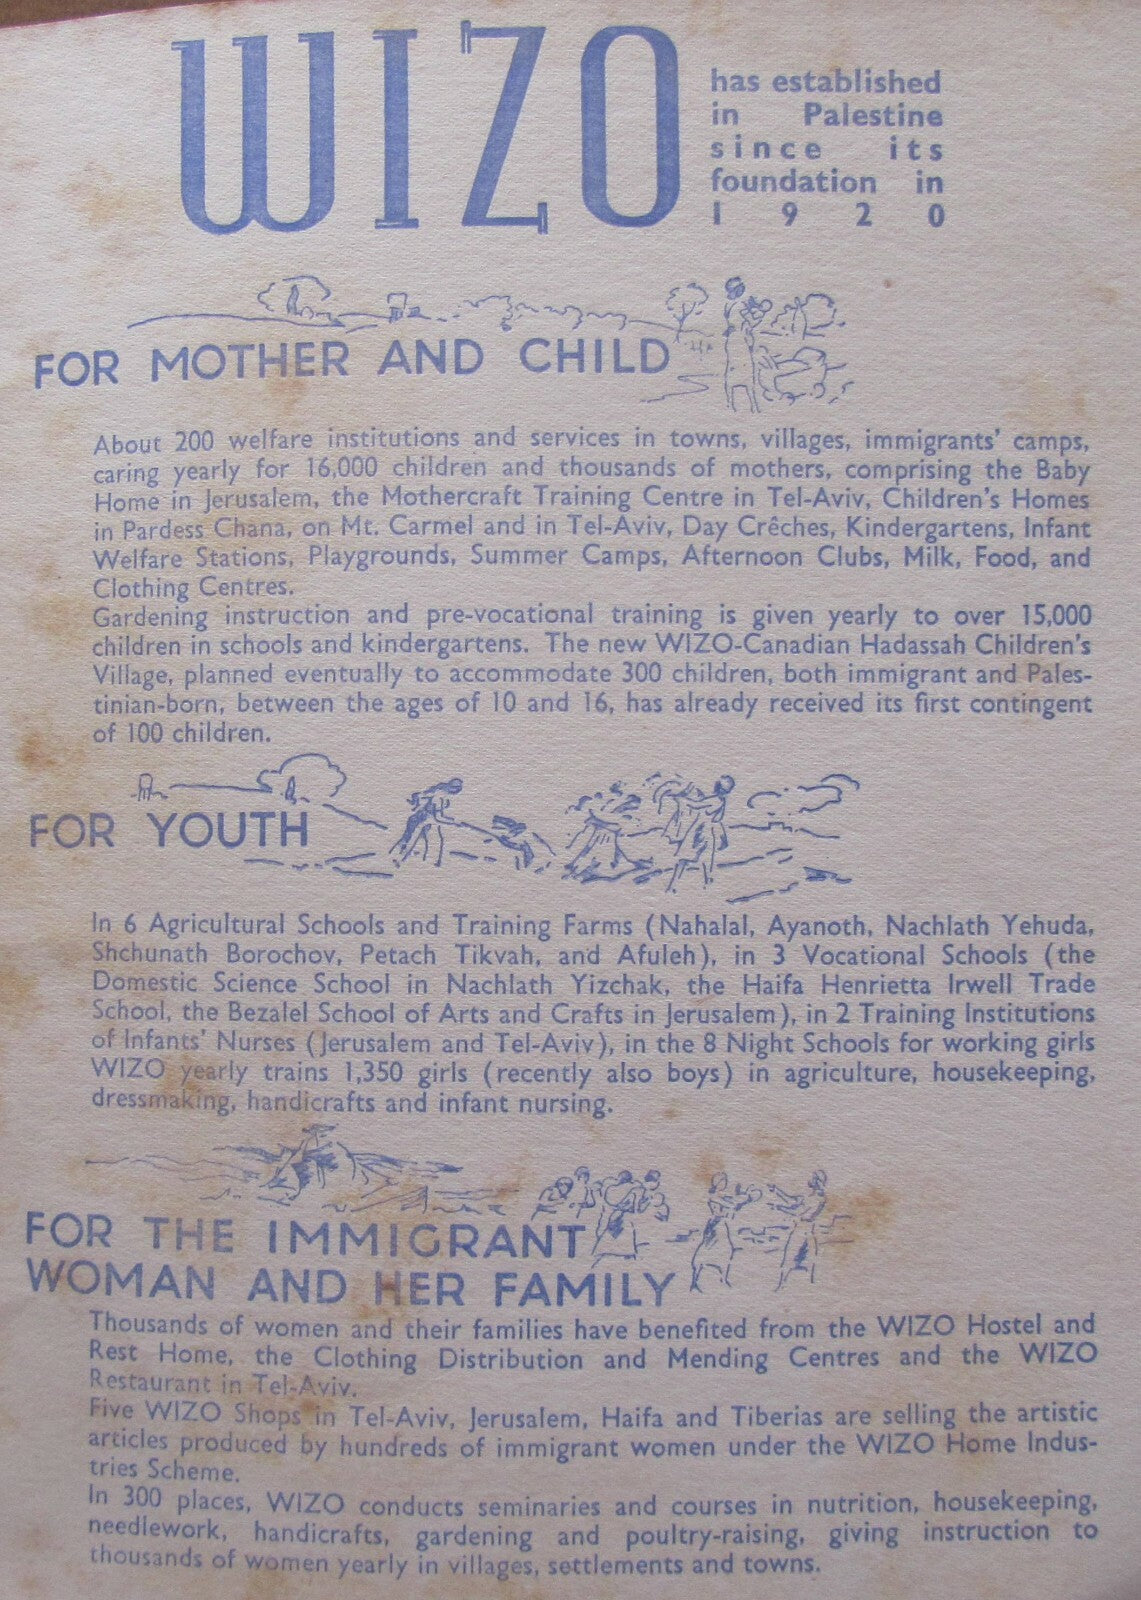 WIZO
has established
in Palestine
since its
foundation in
1920
FOR MOTHER AND CHILD
About 200 welfare institutions and services in towns, villages, immigrants' camps,
caring yearly for 16,000 children and thousands of mothers, comprising the Baby
Home in Jerusalem, the Mothercraft Training Centre in Tel-Aviv, Children's Homes
in Pardess Chana, on Mt. Carmel and in Tel-Aviv, Day Crêches, Kindergartens, Infant
Welfare Stations, Playgrounds, Summer Camps, Afternoon Clubs, Milk, Food, and
Clothing Centres.
Gardening instruction and pre-vocational training is given yearly to over 15,000
children in schools and kindergartens. The new WIZO-Canadian Hadassah Children's
Village, planned eventually to accommodate 300 children, both immigrant and Pales-
tinian-born, between the ages of 10 and 16, has already received its first contingent
of 100 children.
FOR YOUTH
In 6 Agricultural Schools and Training Farms (Nahalal, Ayanoth, Nachlath Yehuda,
Shchunath Borochov, Petach Tikvah, and Afuleh), in 3 Vocational Schools (the
Domestic Science School in Nachlath Yizchak, the Haifa Henrietta Irwell Trade
School, the Bezalel School of Arts and Crafts in Jerusalem), in 2 Training Institutions
of Infants' Nurses (Jerusalem and Tel-Aviv), in the 8 Night Schools for working girls
WIZO yearly trains 1,350 girls (recently also boys) in agriculture, housekeeping,
dressmaking, handicrafts and infant nursing.
FOR THE IMMIGRANT
WOMAN AND HER FAMILY
Thousands of women and their families have benefited from the WIZO Hostel and
Rest Home, the Clothing Distribution and Mending Centres and the WIZO
Restaurant in Tel-Aviv.
Five WIZO Shops in Tel-Aviv, Jerusalem, Haifa and Tiberias are selling the artistic
articles produced by hundreds of immigrant women under the WIZO Home Indus-
tries Scheme.
In 300 places, WIZO conducts seminaries and courses in nutrition, housekeeping,
needlework, handicrafts, gardening and poultry-raising, giving instruction to
thousands of women yearly in villages, settlements and towns.